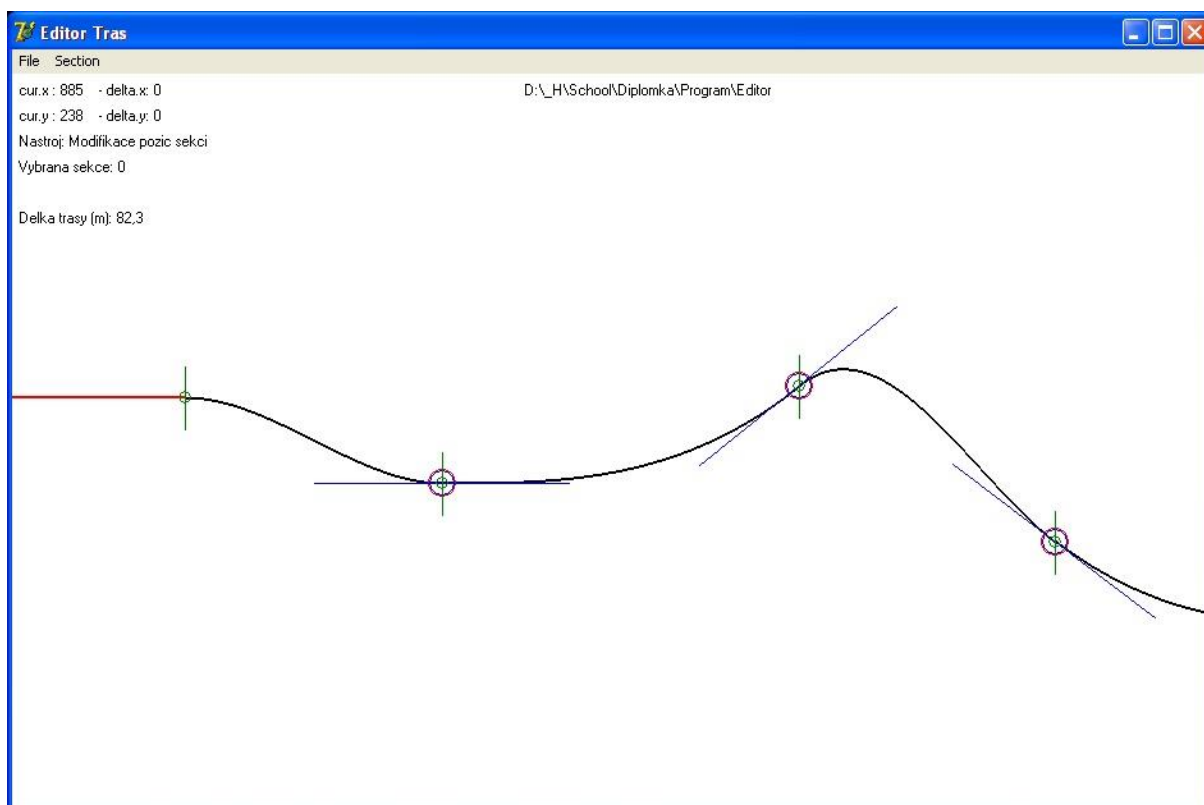 Editor Tras
File Section
cur.x : 885 - delta.x: 0
D:\_H\School\Diplomka\Program\Editor
cur.y : 238 - delta.y: 0
Nastroj: Modifikace pozic sekci
Vybrana sekce: 0
Delka trasy (m): 82,3